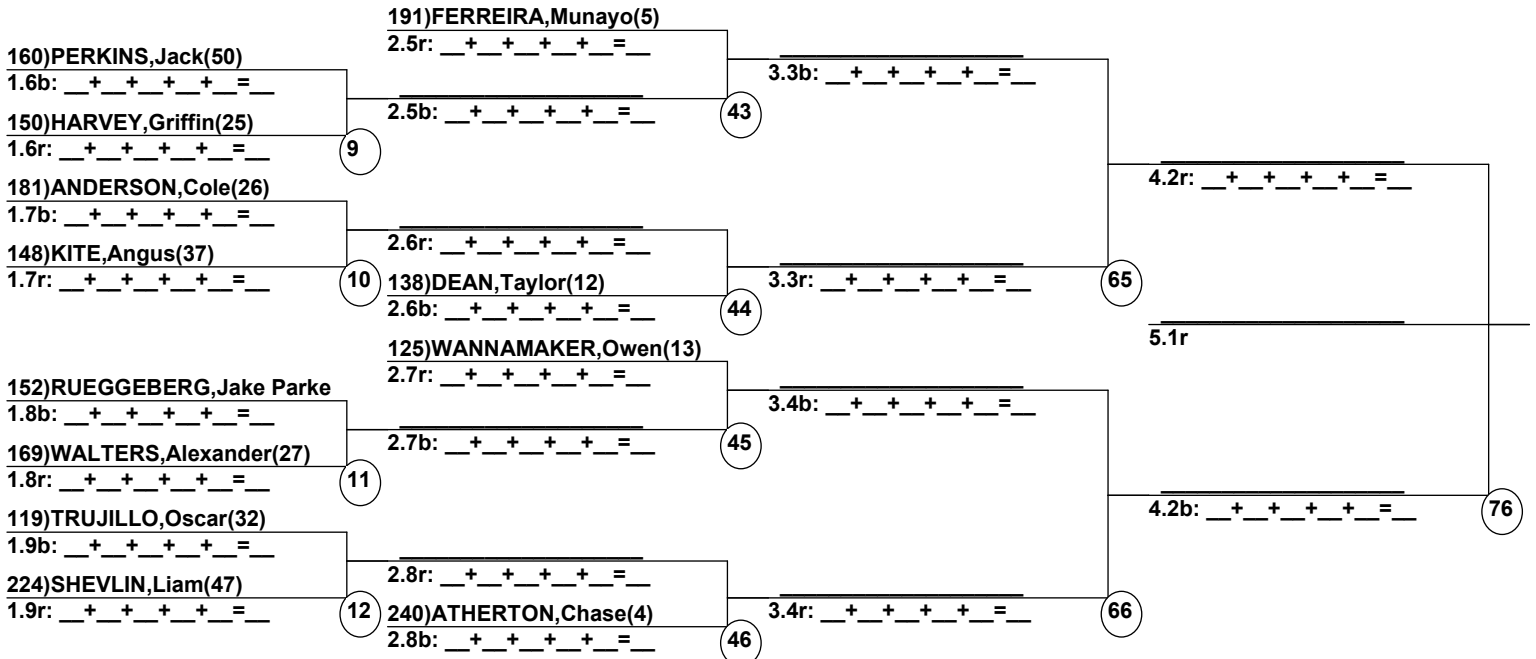 160)PERKINS,Jack(50)
1.6b: __+__+__+__+__=__
150)HARVEY,Griffin(25)
1.6r: __+__+__+__+__=__
9
181)ANDERSON,Cole(26)
1.7b: __+__+__+__+__=__
148)KITE,Angus(37)
1.7r: __+__+__+__+__=__
10
152)RUEGGEBERG,Jake Parke
1.8b: __+__+__+__+__=__
169)WALTERS,Alexander(27)
1.8r: __+__+__+__+__=__
11
119)TRUJILLO,Oscar(32)
1.9b: __+__+__+__+__=__
224)SHEVLIN,Liam(47)
1.9r: __+__+__+__+__=__
12
191)FERREIRA,Munayo(5)
2.5r: __+__+__+__+__=__
2.5b: __+__+__+__+__=__
43
2.6r: __+__+__+__+__=__
138)DEAN,Taylor(12)
2.6b: __+__+__+__+__=__
44
125)WANNAMAKER,Owen(13)
2.7r: __+__+__+__+__=__
2.7b: __+__+__+__+__=__
45
2.8r: __+__+__+__+__=__
240)ATHERTON,Chase(4)
2.8b: __+__+__+__+__=__
46
3.3b: __+__+__+__+__=__
3.3r: __+__+__+__+__=__
65
3.4b: __+__+__+__+__=__
3.4r: __+__+__+__+__=__
66
4.2r: __+__+__+__+__=__
5.1r
4.2b: __+__+__+__+__=__
76